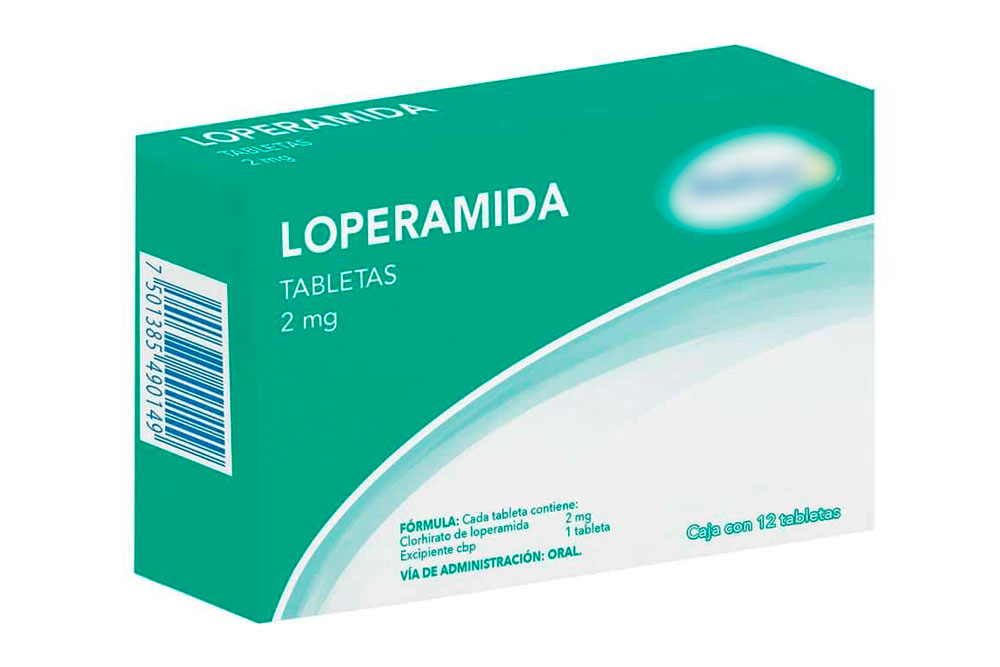 LOPERAMIDA
TABLETAS
2 mg
LOPERAMIDA
TABLETAS
2 mg
7 501385 490149
FÓRMULA: Cada tableta contiene:
Clorhirato de loperamida 2 mg
Excipiente cbp 1 tableta
VÍA DE ADMINISTRACIÓN: ORAL.
Caja con 12 tabletas